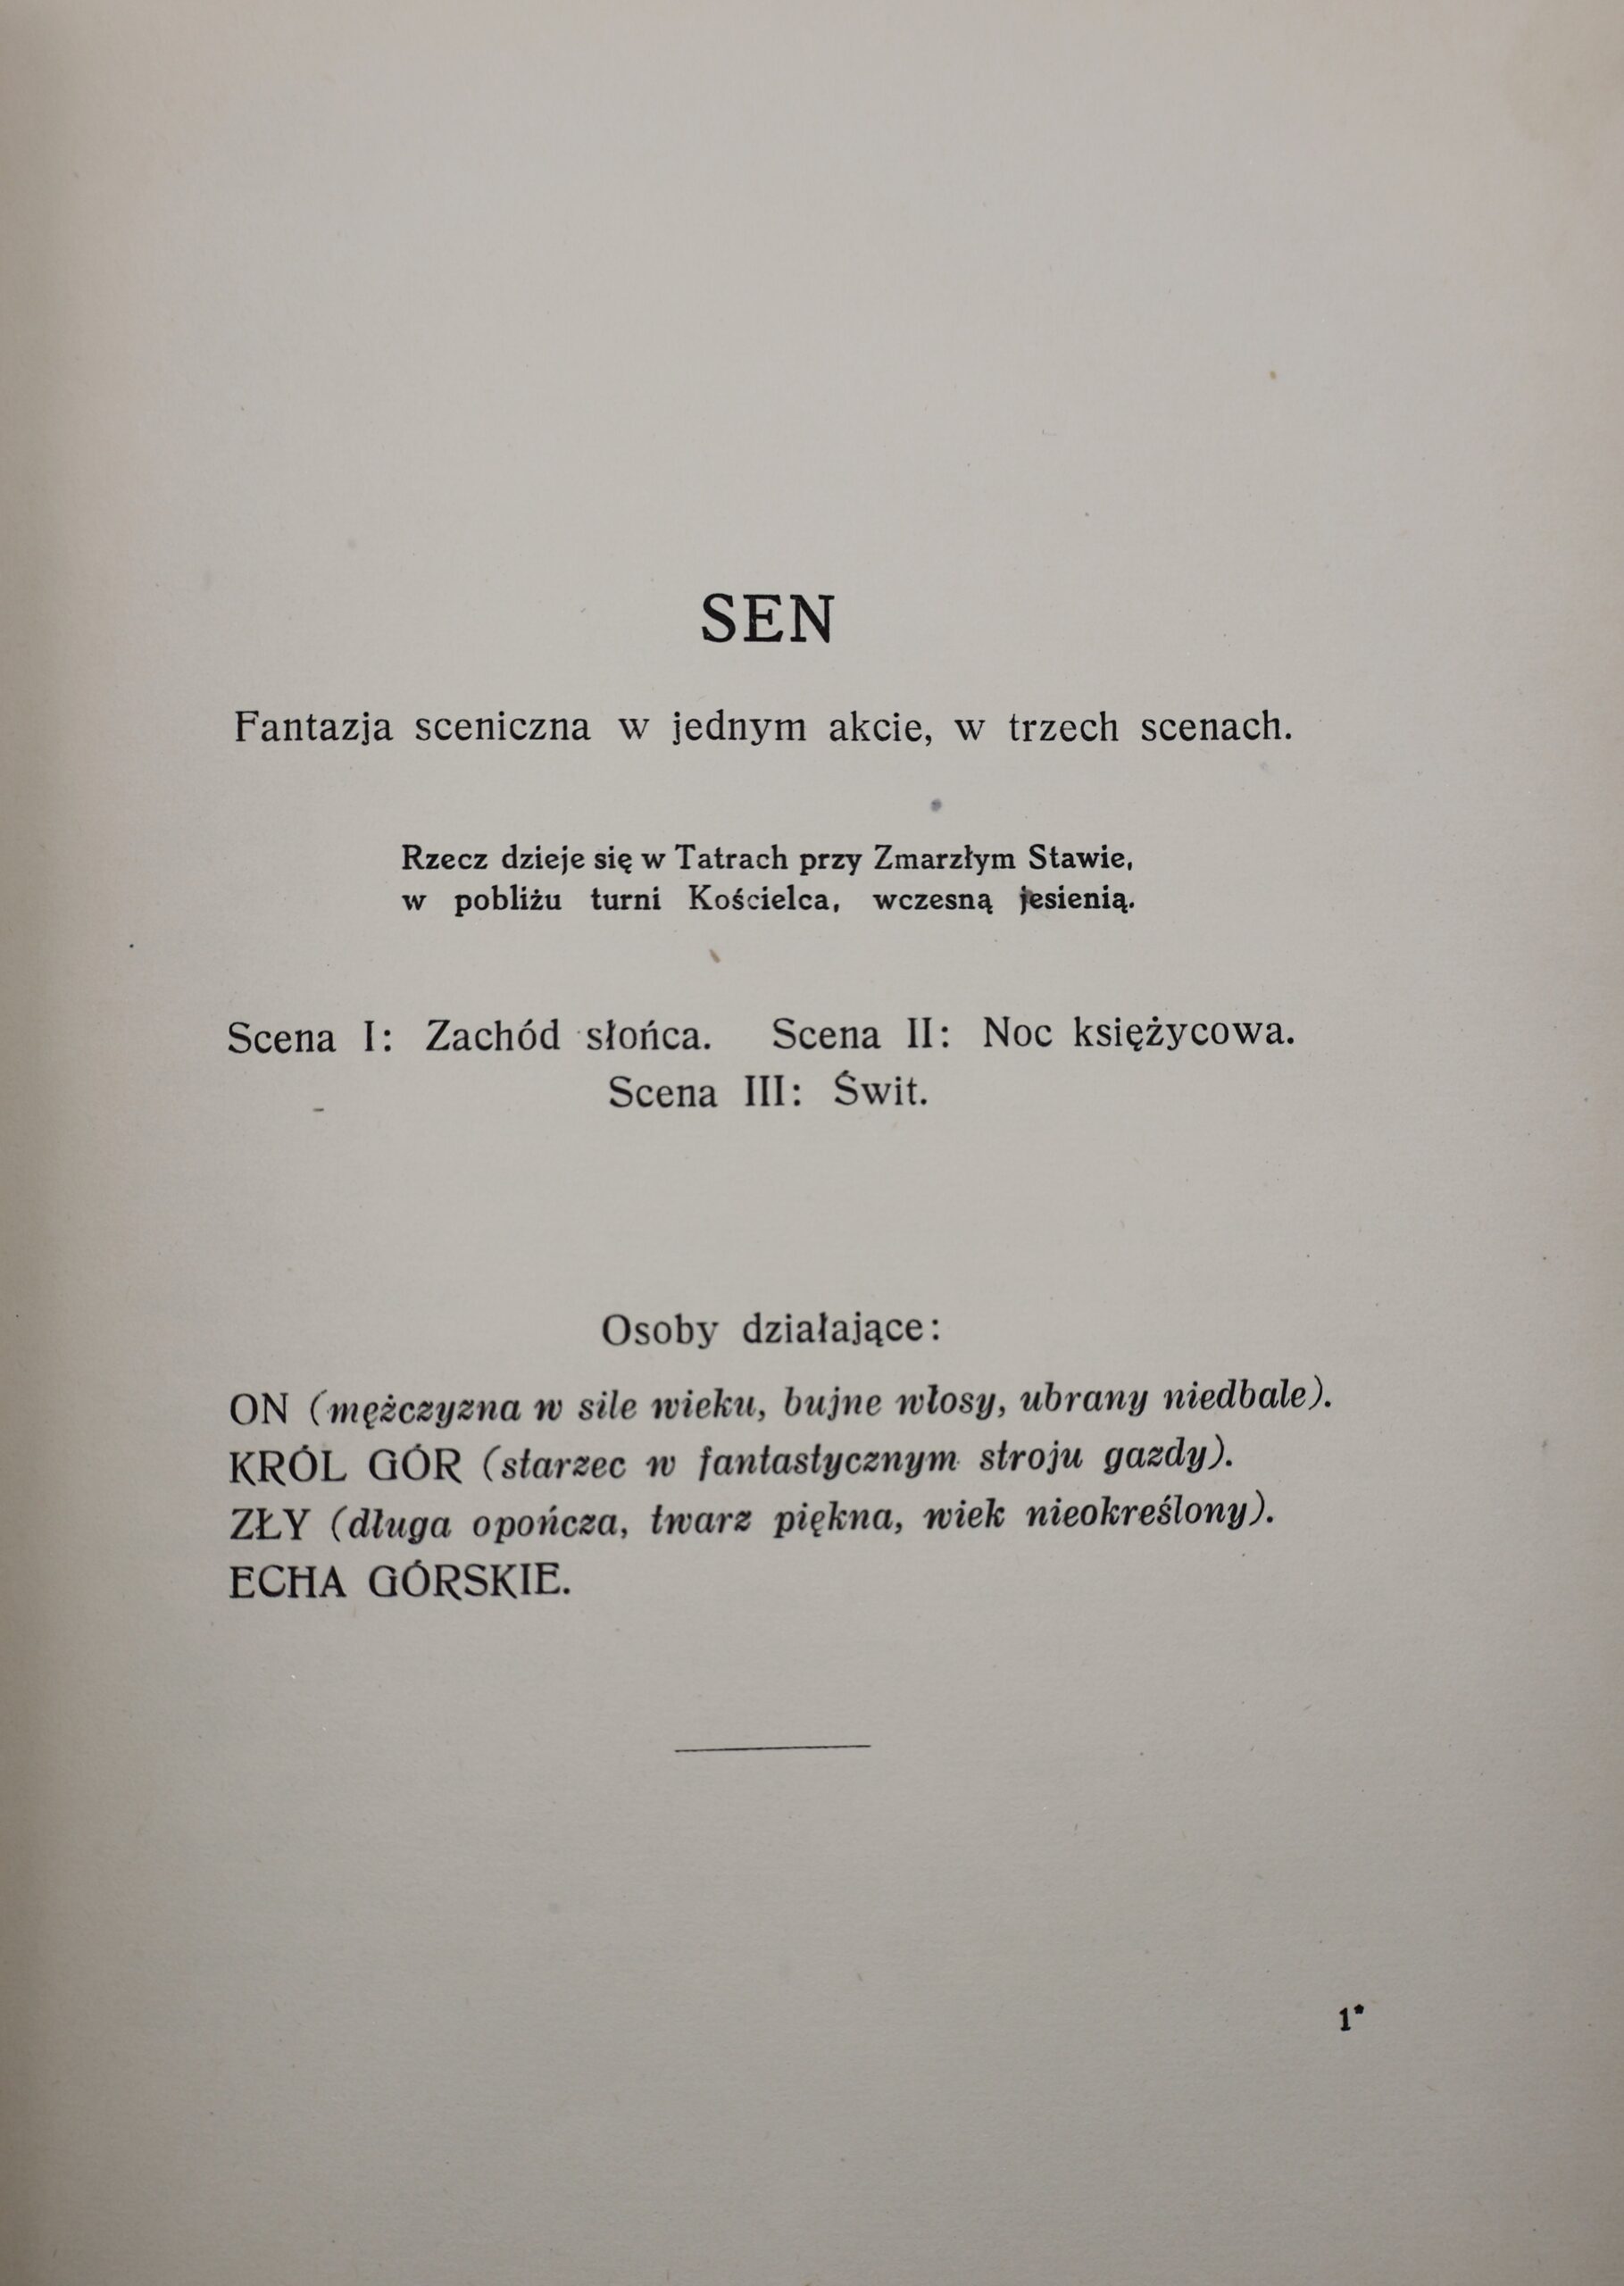 SEN
Fantazja sceniczna w jednym akcie, w trzech scenach.
Rzecz dzieje się w Tatrach przy Zmarzłym Stawie,
w pobliżu turni Kościelca, wczesną jesienią.
Scena I: Zachód słońca. Scena II: Noc księżycowa.
Scena III: Świt.
Osoby działające:
ON (mężczyzna w sile wieku, bujne włosy, ubrany niedbale).
KRÓL GÓR (starzec w fantastycznym stroju gazdy).
ZŁY (długa opończa, twarz piękna, wiek nieokreślony).
ECHA GÓRSKIE.
1*